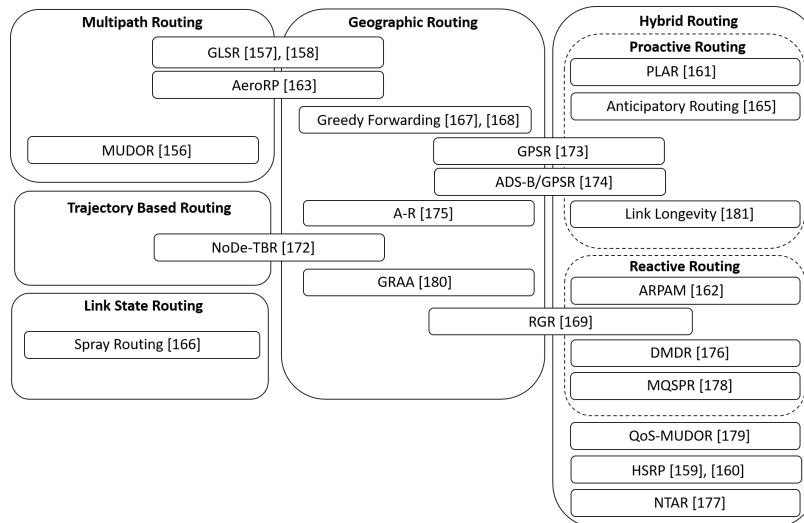 Multipath Routing
GLSR [157], [158]
AeroRP [163]
MUDOR [156]
Trajectory Based Routing
NoDe-TBR [172]
Link State Routing
Spray Routing [166]
Geographic Routing
Greedy Forwarding [167], [168]
GPSR [173]
ADS-B/GPSR [174]
A-R [175]
GRAA [180]
RGR [169]
Hybrid Routing
Proactive Routing
PLAR [161]
Anticipatory Routing [165]
Link Longevity [181]
Reactive Routing
ARPAM [162]
DMDR [176]
MQSPR [178]
QoS-MUDOR [179]
HSRP [159], [160]
NTAR [177]